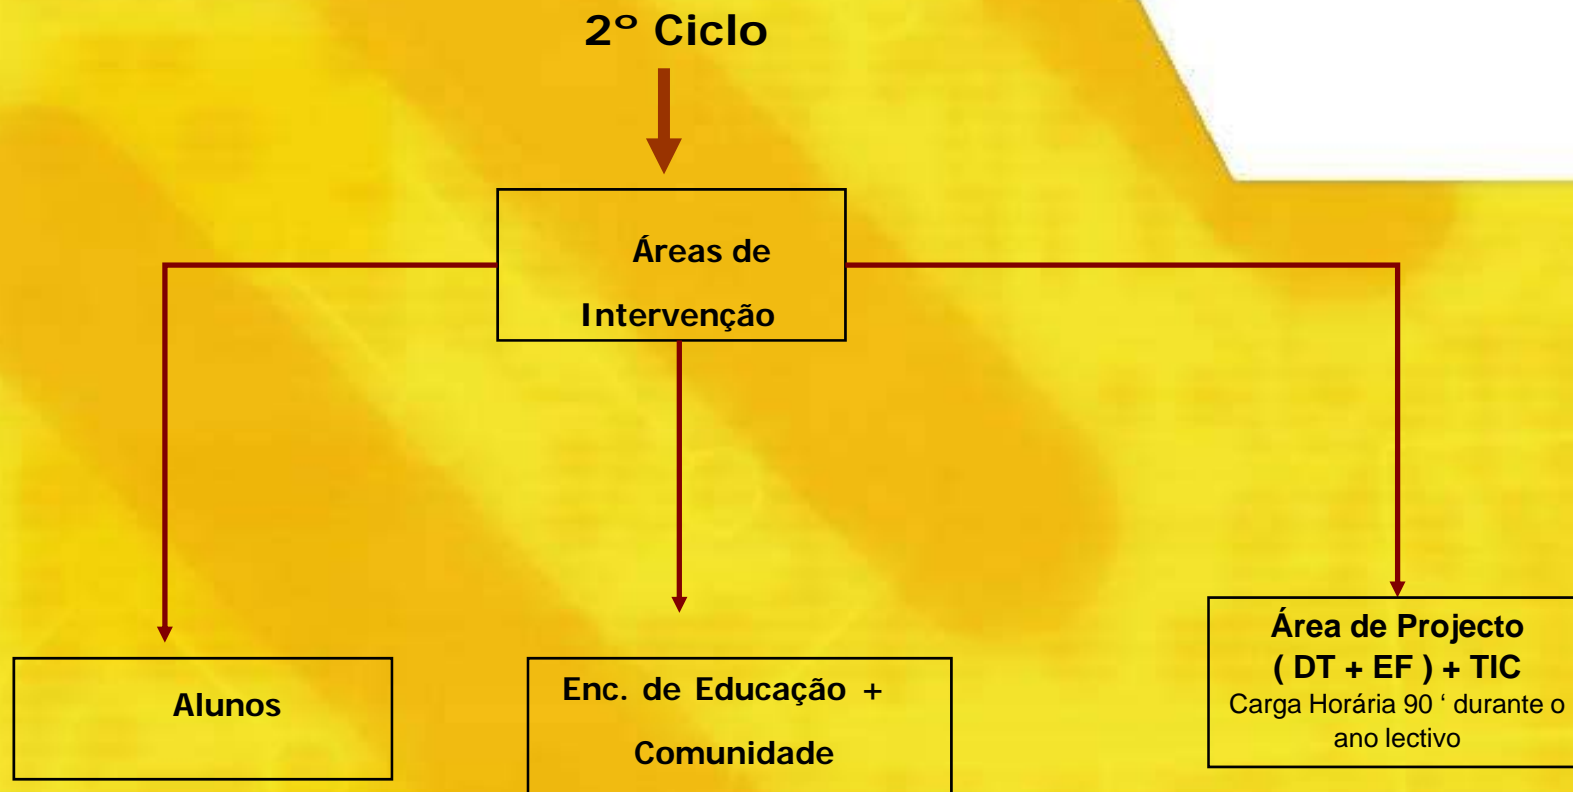 2º Ciclo
Áreas de
Intervenção
Alunos
Enc. de Educação +
Comunidade
Área de Projecto
( DT + EF ) + TIC
Carga Horária 90 ‘ durante o
ano lectivo